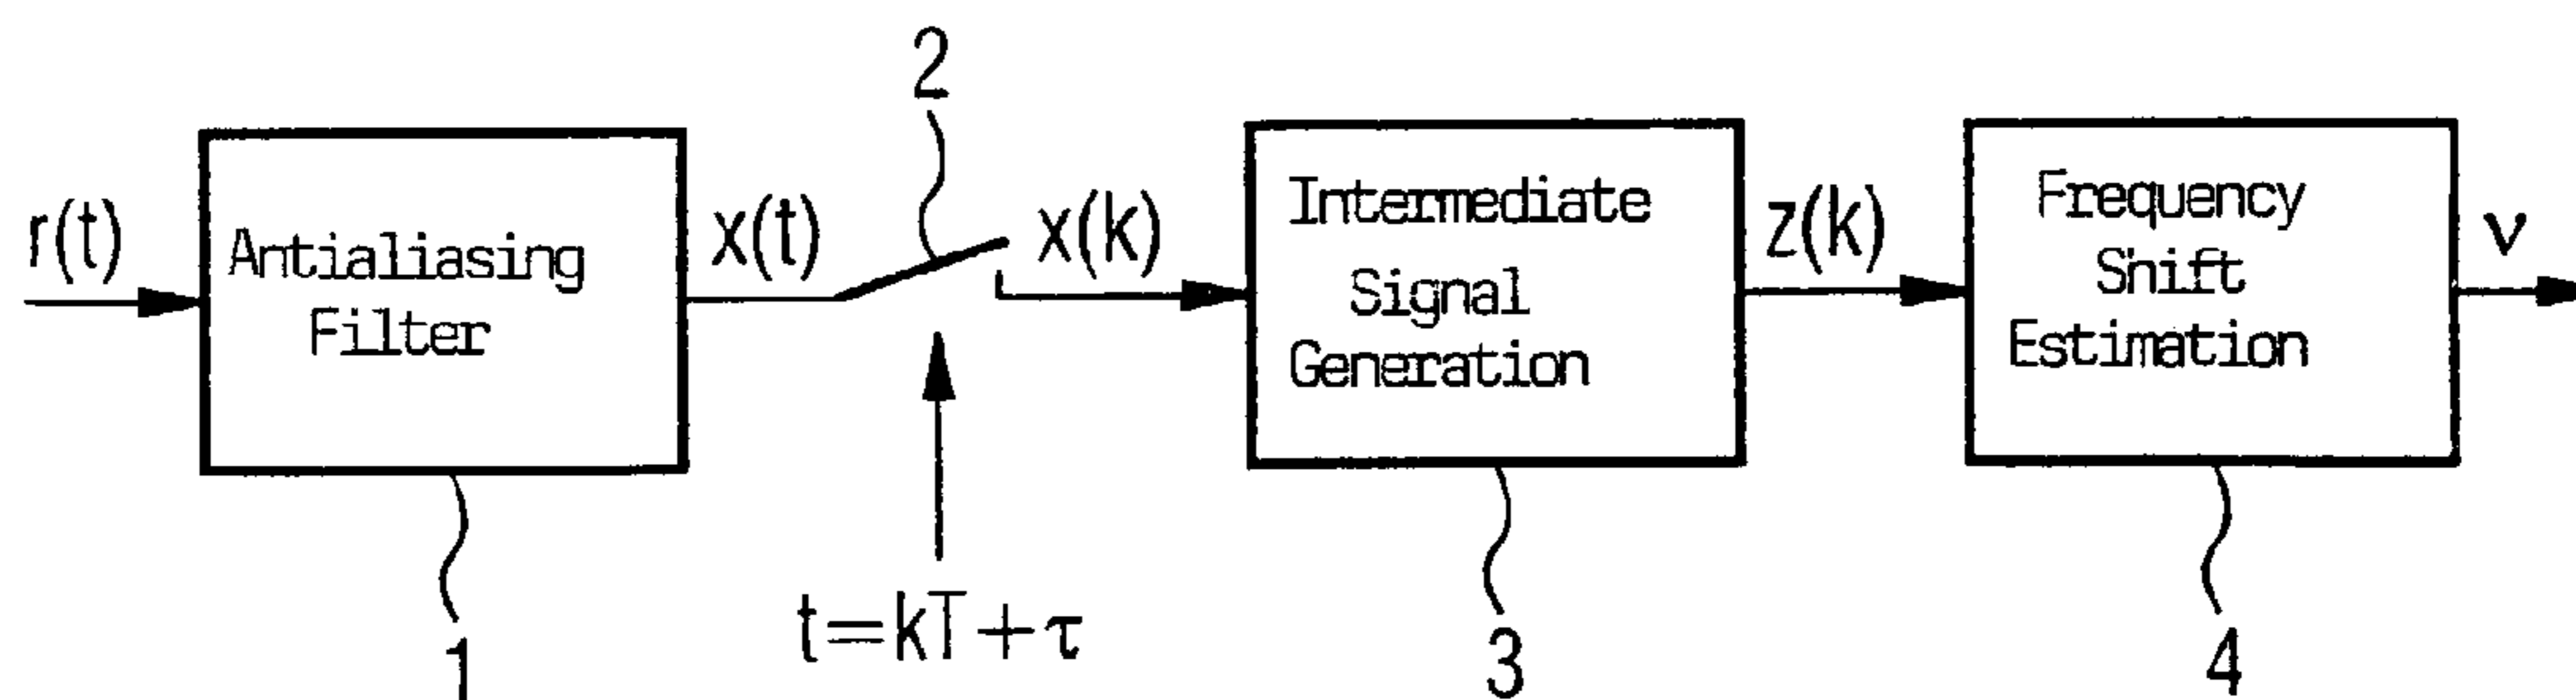 2
r(t)
Antialiasing
Filter
x(t)
x(k)
Intermediate
Signal
Generation
z(k)
Frequency
Shift
Estimation
ν
t=kT+τ
1
3
4